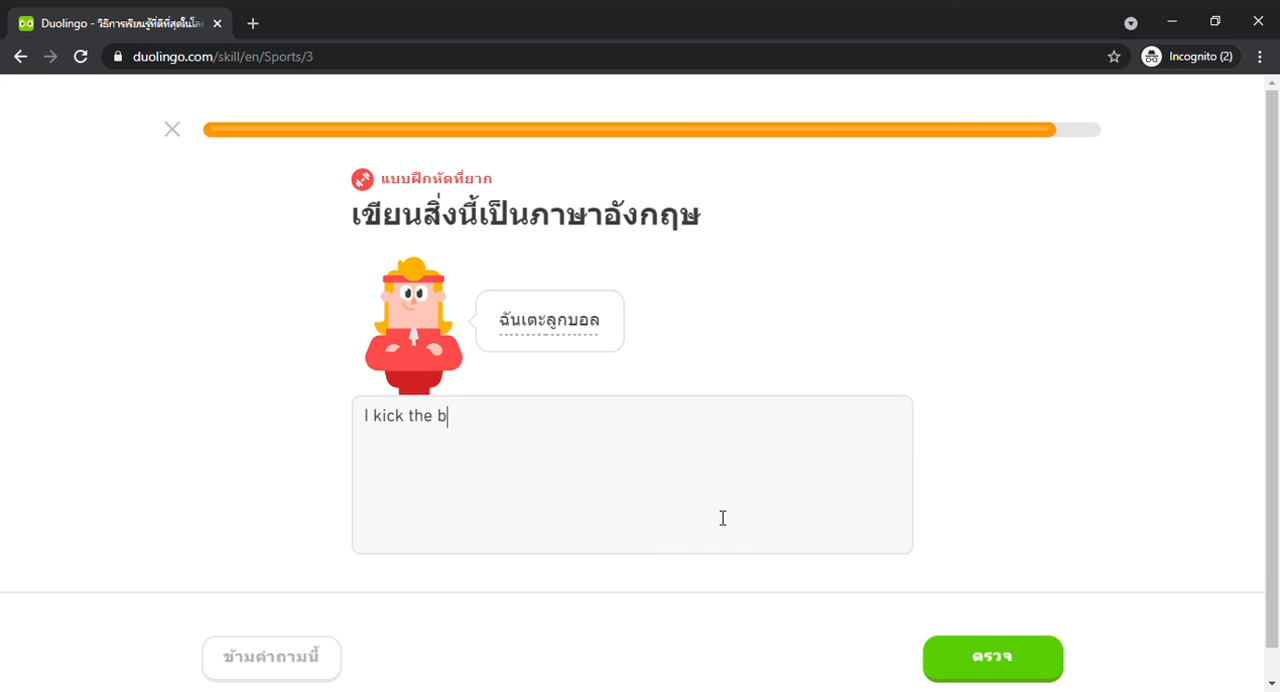 Duolingo - วิธีการเรียนรู้ที่ดีที่สุดในโล
duolingo.com/skill/en/Sports/3
Incognito (2)
แบบฝึกหัดที่ยาก
เขียนสิ่งนี้เป็นภาษาอังกฤษ
ฉันเตะลูกบอล
I kick the b
ข้ามคำถามนี้
ตรวจ